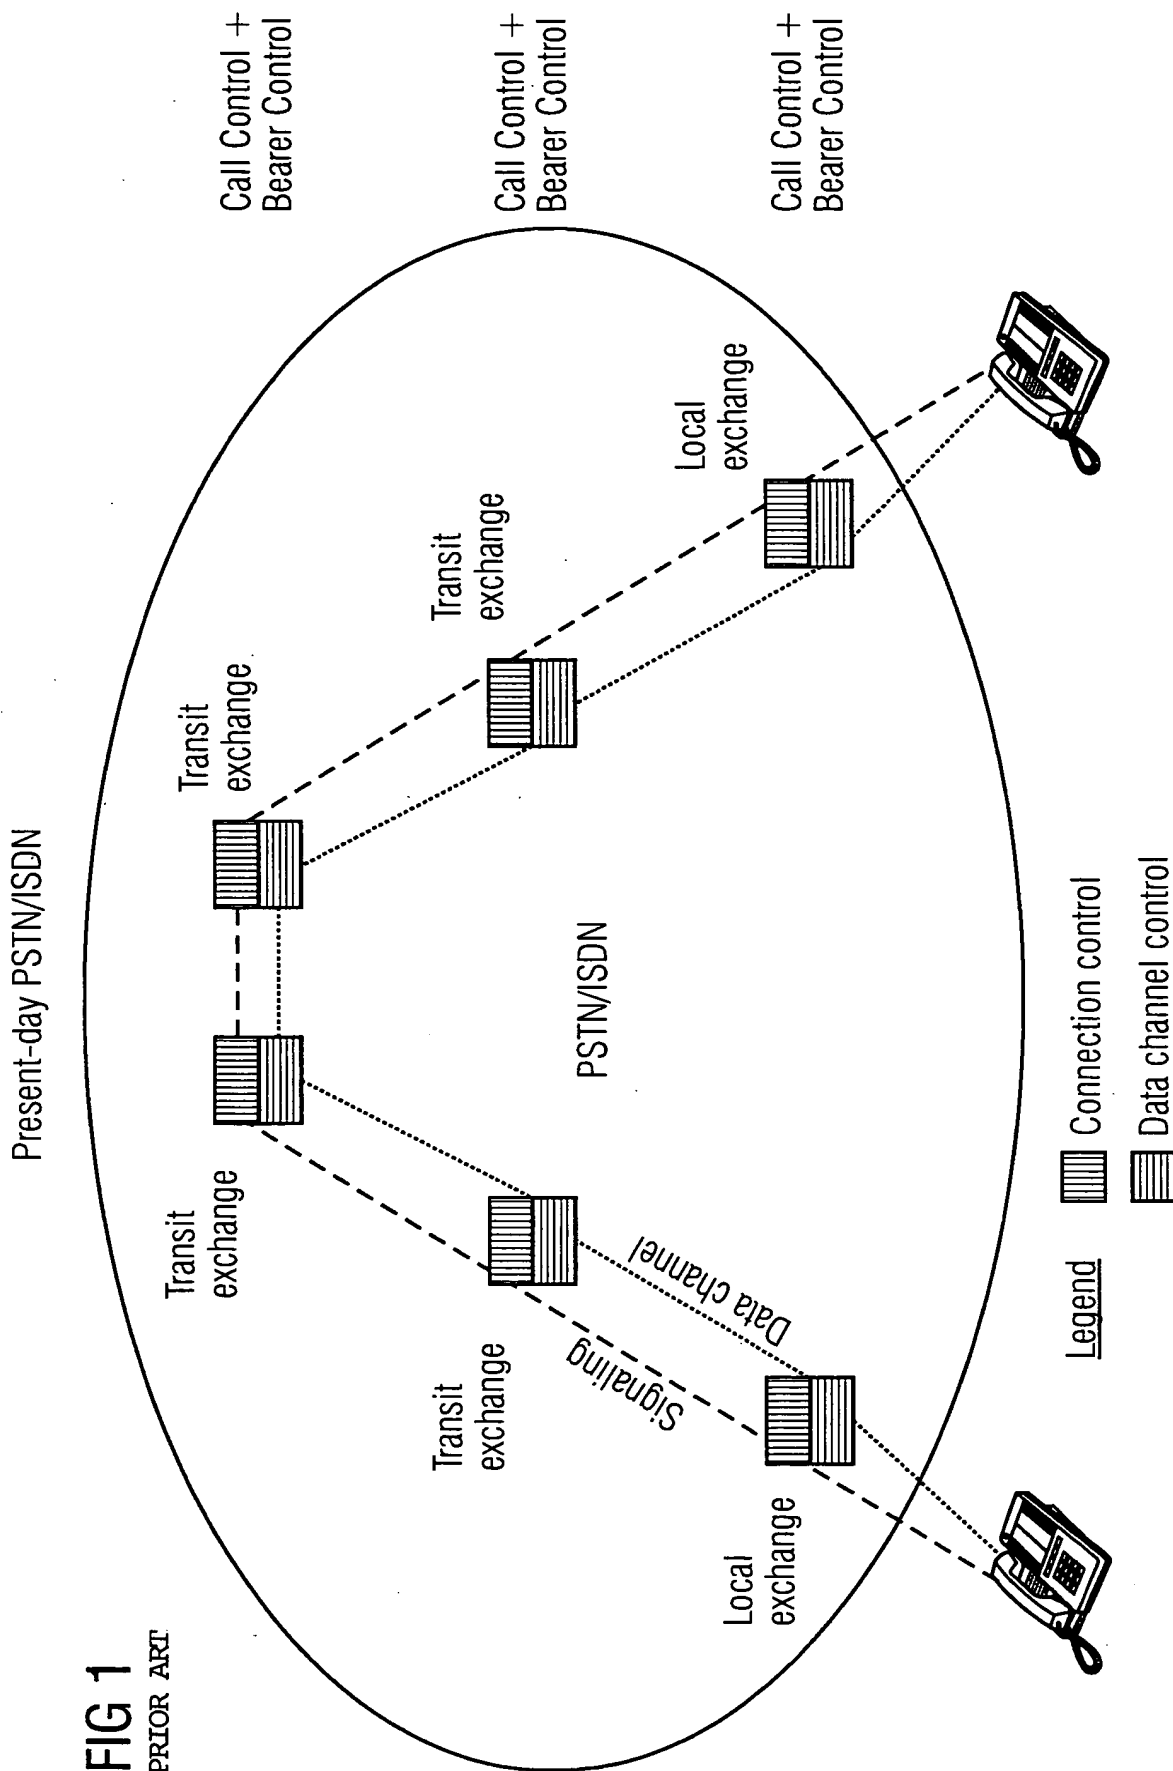 FIG 1
PRIOR ART
Present-day PSTN/ISDN
Transit
exchange
Transit
exchange
Call Control +
Bearer Control
Transit
exchange
Transit
exchange
Call Control +
Bearer Control
Signaling
Data channel
PSTN/ISDN
Local
exchange
Local
exchange
Call Control +
Bearer Control
Legend
Connection control
Data channel control